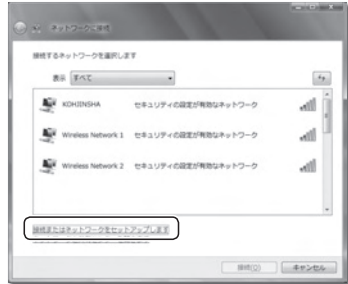 ネットワークに接続
接続するネットワークを選択します
表示 すべて
KOHJINSHA セキュリティの設定が有効なネットワーク
Wireless Network 1 セキュリティの設定が有効なネットワーク
Wireless Network 2 セキュリティの設定が有効なネットワーク
接続またはネットワークをセットアップします
接続(O) キャンセル